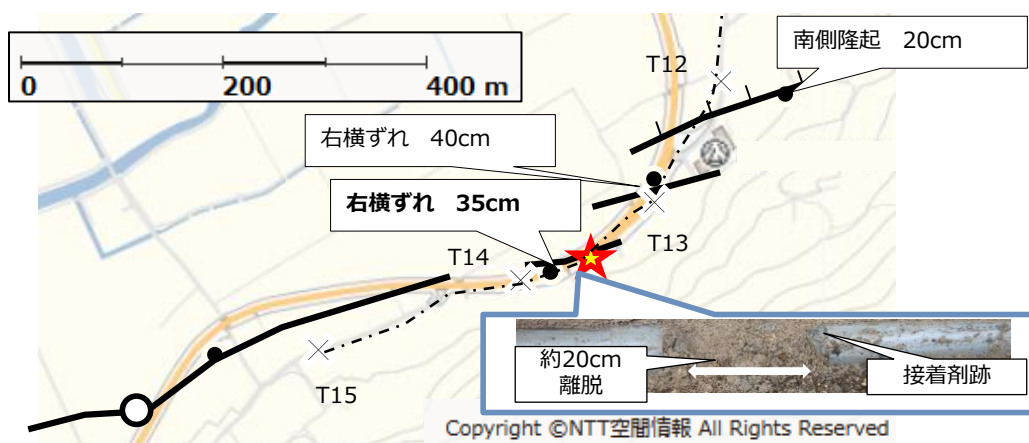 南側隆起 20cm
T12
0 200 400 m
右横ずれ 40cm
右横ずれ 35cm
T13
T14
約20cm
離脱
接着剤跡
T15
Copyright ©NTT空間情報 All Rights Reserved